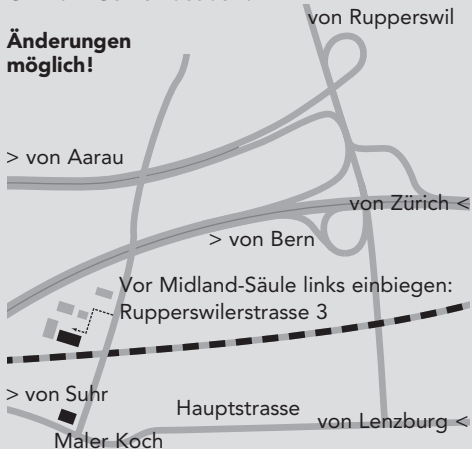 von Rupperswil
Änderungen
möglich!
> von Aarau
von Zürich <
> von Bern
Vor Midland-Säule links einbiegen:
Rupperswilerstrasse 3
> von Suhr
Hauptstrasse
von Lenzburg <
Maler Koch